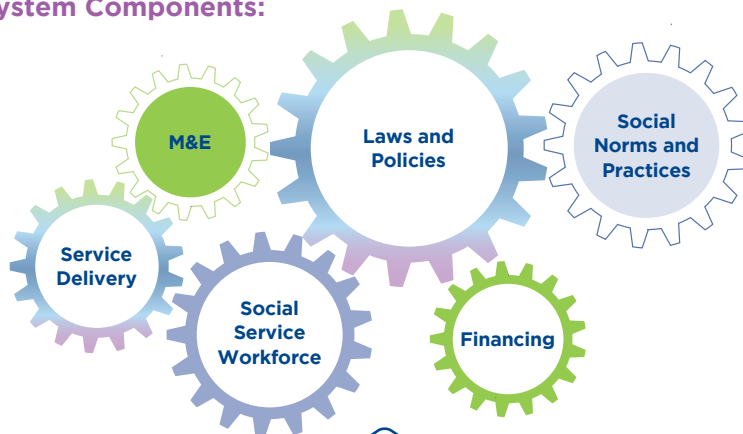 ystem Components:
M&E
Laws and
Policies
Social
Norms and
Practices
Service
Delivery
Social
Service
Workforce
Financing